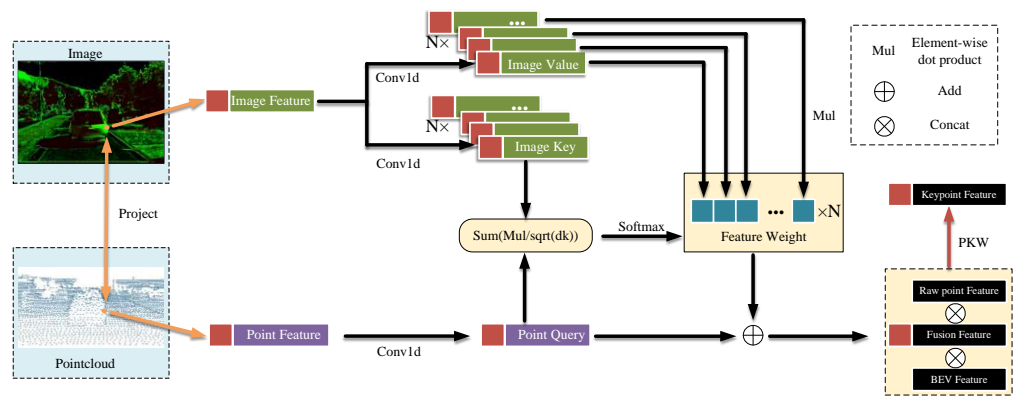 Image
Image Feature
Conv1d
Conv1d
N×
...
Image Value
N×
...
Image Key
Mul
Mul
Element-wise
dot product
Add
Concat
Project
Sum(Mul/sqrt(dk))
Softmax
... ×N
Feature Weight
Keypoint Feature
PKW
Raw point Feature
Fusion Feature
BEV Feature
Point Feature
Conv1d
Point Query
Pointcloud